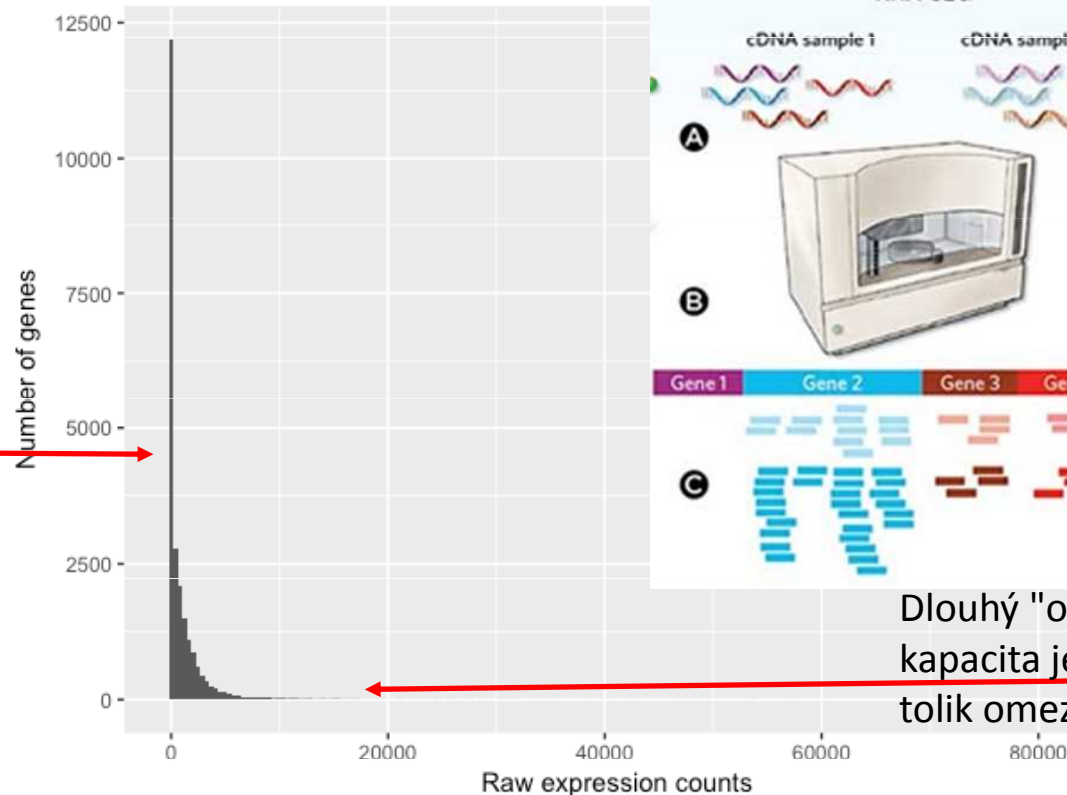 12500
10000
7500
5000
2500
0
Number of genes
0
20000
40000
60000
80000
Raw expression counts
cDNA sample 1
cDNA
A
B
Gene 1
Gene 2
Gene 3
C
Dlouhý
kapacita
tolik